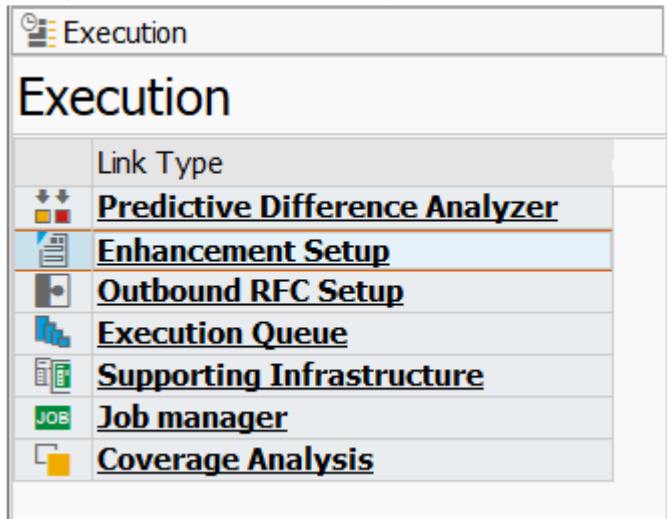 Execution
Execution
Link Type
Predictive Difference Analyzer
Enhancement Setup
Outbound RFC Setup
Execution Queue
Supporting Infrastructure
JOB Job manager
Coverage Analysis